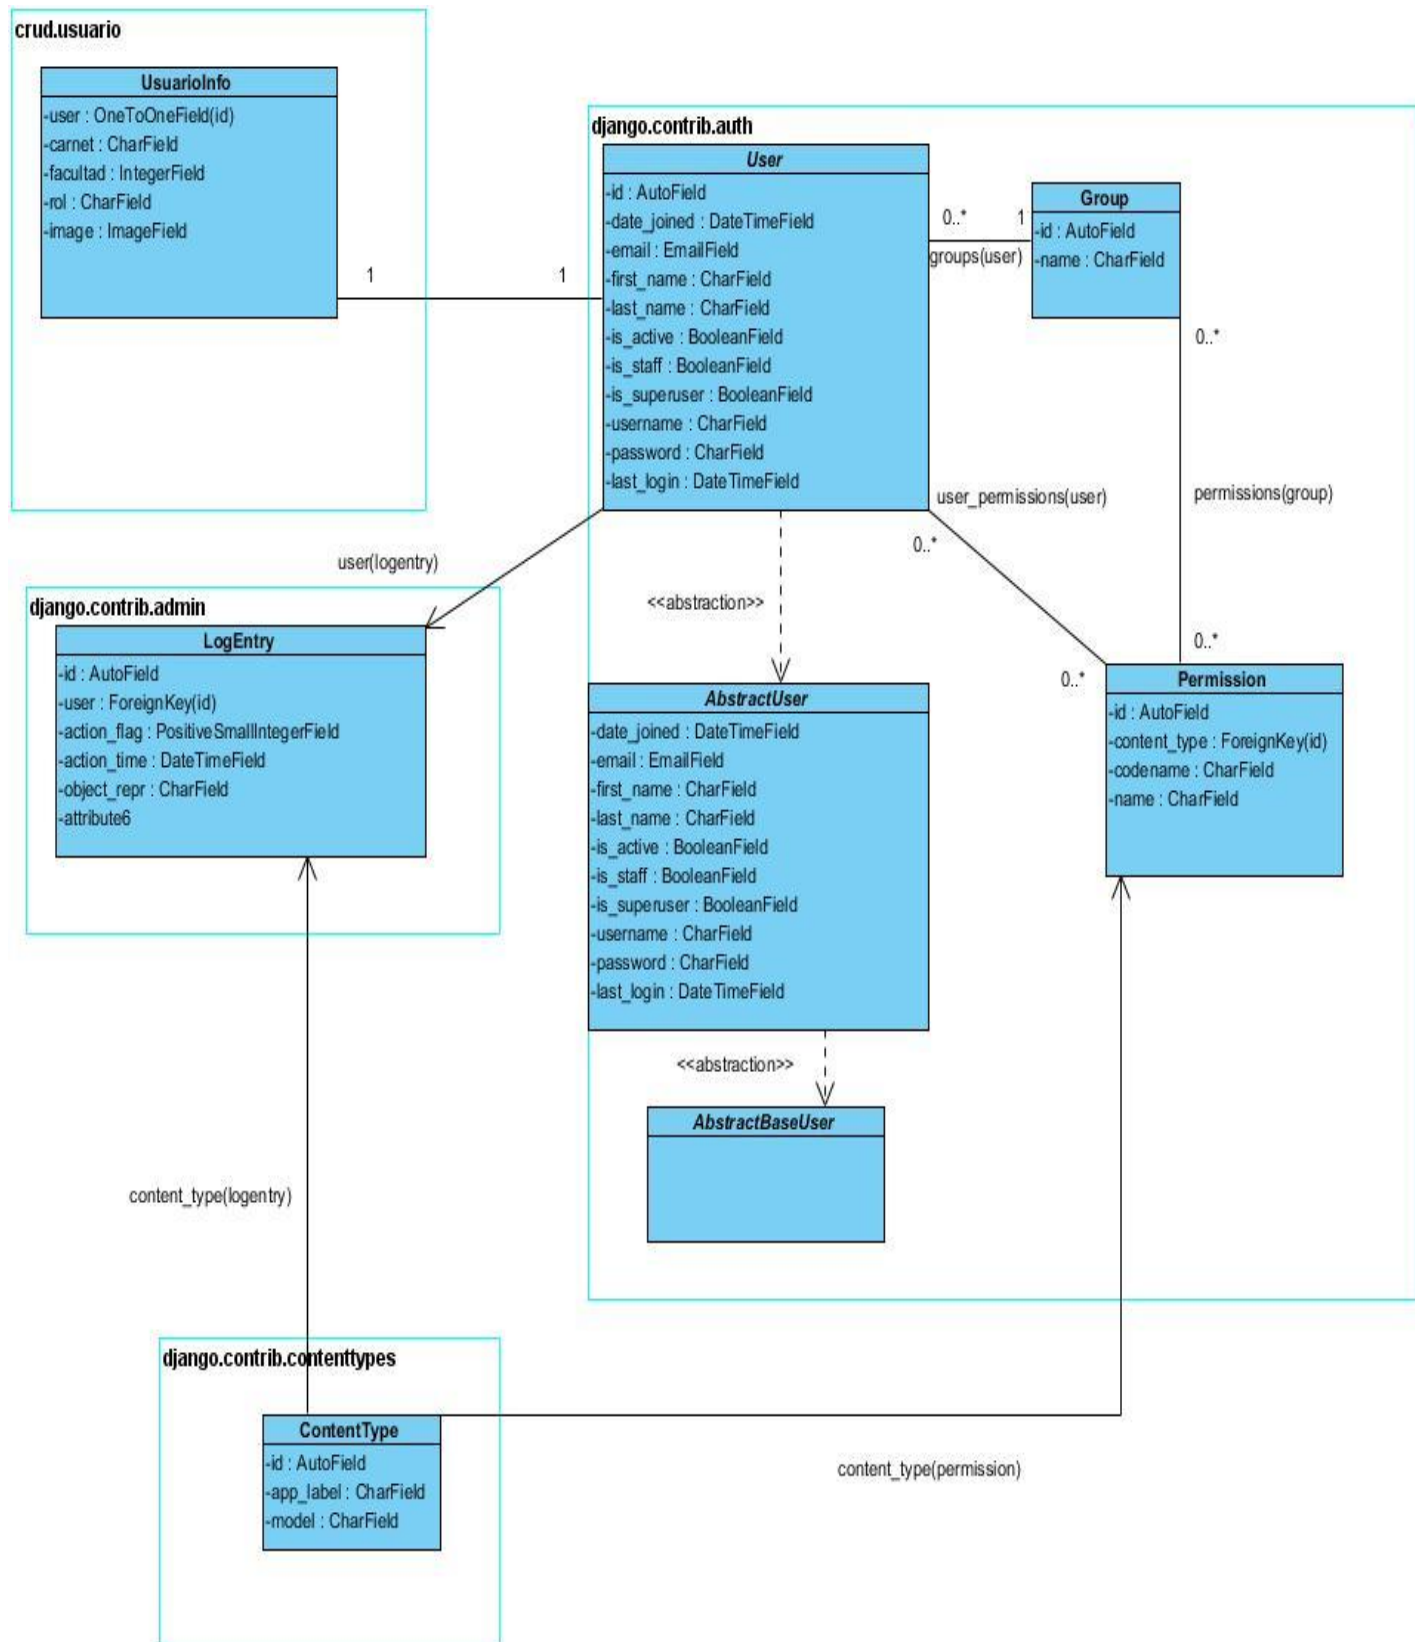 crud.usuario
UsuarioInfo
-user : OneToOneField(id)
-carnet : CharField
-facultad : IntegerField
-rol : CharField
-image : ImageField
1
1
django.contrib.auth
User
-id : AutoField
-date_joined : DateTimeField
-email : EmailField
-first_name : CharField
-last_name : CharField
-is_active : BooleanField
-is_staff : BooleanField
-is_superuser : BooleanField
-username : CharField
-password : CharField
-last_login : DateTimeField
0..*
1
groups(user)
Group
-id : AutoField
-name : CharField
0..*
permissions(group)
0..*
user_permissions(user)
0..*
0..*
user(logentry)
<<abstraction>>
django.contrib.admin
LogEntry
-id : AutoField
-user : ForeignKey(id)
-action_flag : PositiveSmallIntegerField
-action_time : DateTimeField
-object_repr : CharField
-attribute6
AbstractUser
-date_joined : DateTimeField
-email : EmailField
-first_name : CharField
-last_name : CharField
-is_active : BooleanField
-is_staff : BooleanField
-is_superuser : BooleanField
-username : CharField
-password : CharField
-last_login : DateTimeField
Permission
-id : AutoField
-content_type : ForeignKey(id)
-codename : CharField
-name : CharField
<<abstraction>>
AbstractBaseUser
content_type(logentry)
django.contrib.contenttypes
ContentType
-id : AutoField
-app_label : CharField
-model : CharField
content_type(permission)